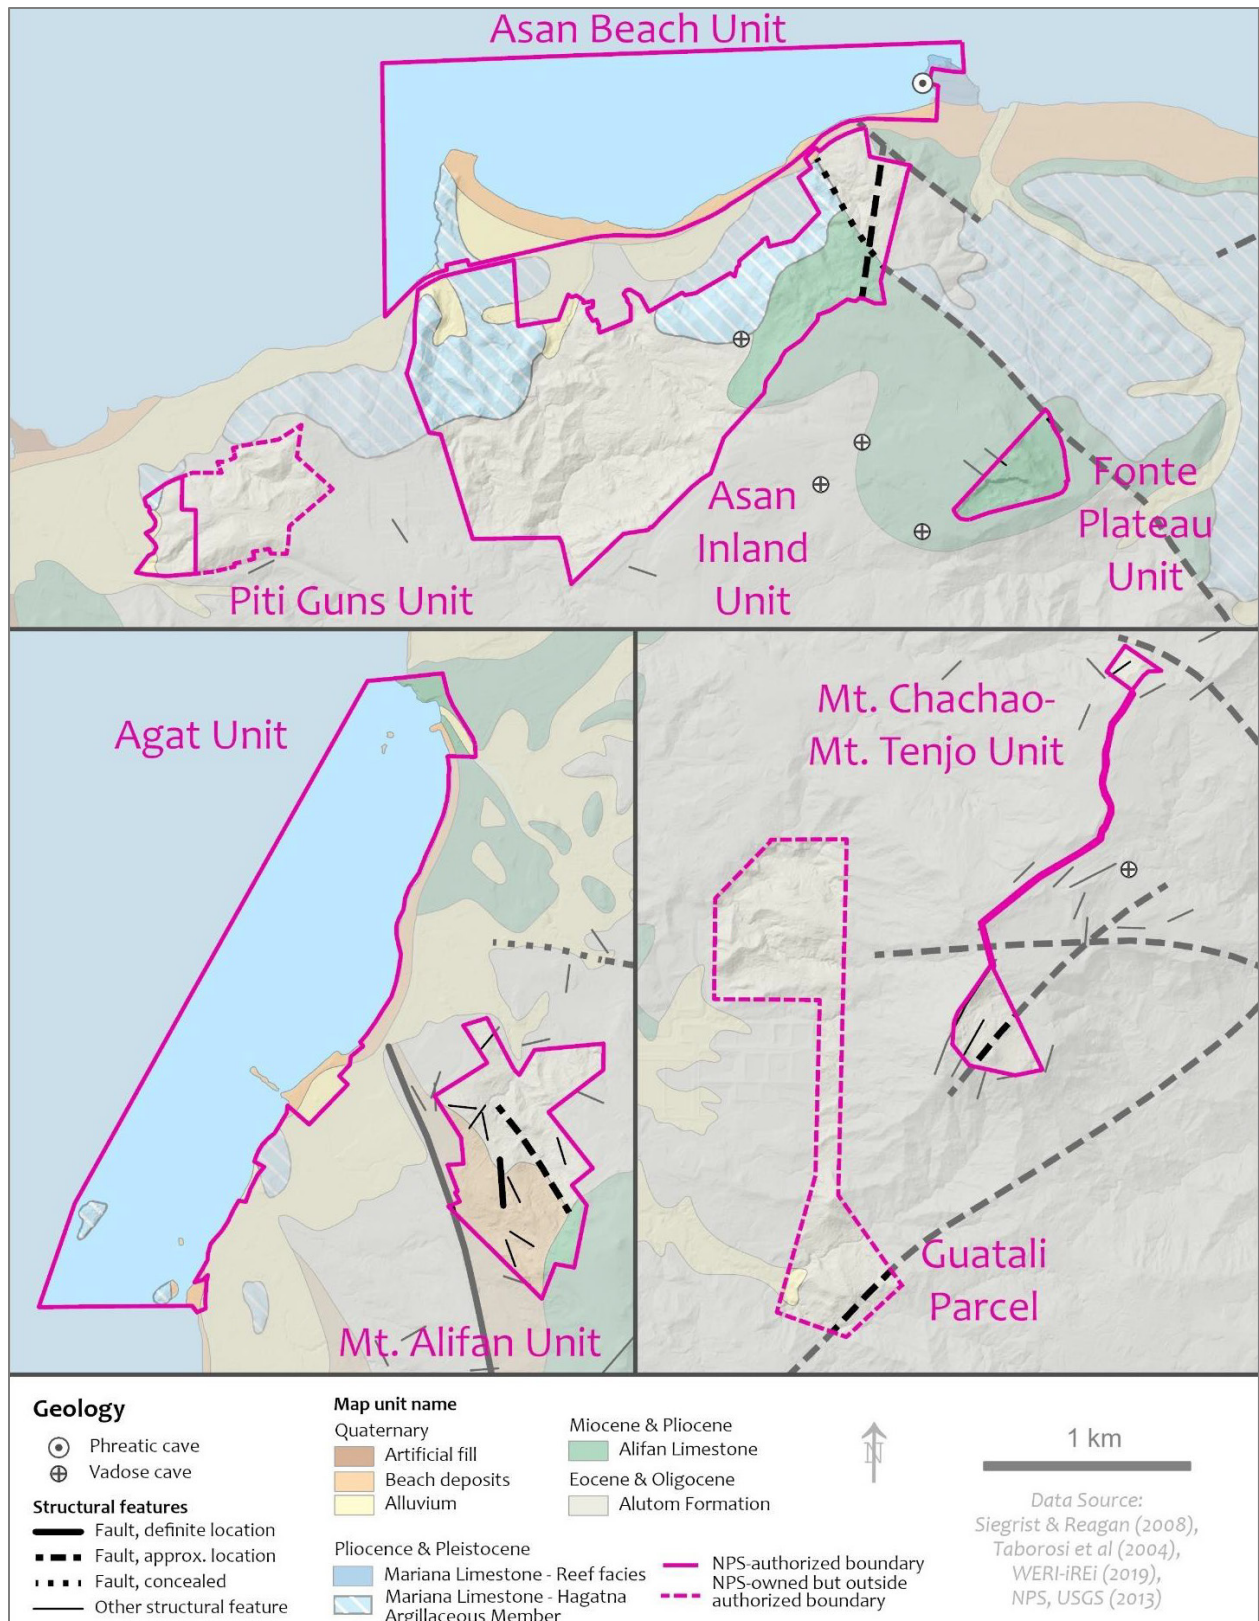 Asan Beach Unit
Asan
Inland
Unit
Fonte
Plateau
Unit
Piti Guns Unit
Agat Unit
Mt. Alifan Unit
Mt. Chachao-
Mt. Tenjo Unit
Guatali
Parcel
Geology
Phreatic cave
Vadose cave
Structural features
Fault, definite location
Fault, approx. location
Fault, concealed
Other structural feature
Map unit name
Quaternary
Artificial fill
Beach deposits
Alluvium
Pliocence & Pleistocene
Mariana Limestone - Reef facies
Mariana Limestone - Hagatna
Argillaceous Member
Miocene & Pliocene
Alifan Limestone
Eocene & Oligocene
Alutom Formation
NPS-authorized boundary
NPS-owned but outside
authorized boundary
N
1 km
Data Source:
Siegrist & Reagan (2008),
Taborosi et al (2004),
WERI-iREi (2019),
NPS, USGS (2013)